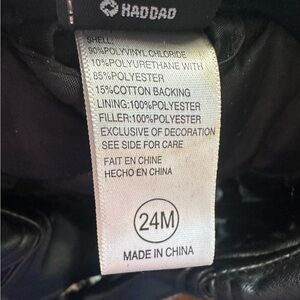 HADDAD
SHELL:
90%POLYVINYL CHLORIDE
10%POLYURETHANE WITH
85%POLYESTER
15%COTTON BACKING
LINING:100%POLYESTER
FILLER:100%POLYESTER
EXCLUSIVE OF DECORATION
SEE SIDE FOR CARE
FAIT EN CHINE
HECHO EN CHINA
24M
MADE IN CHINA